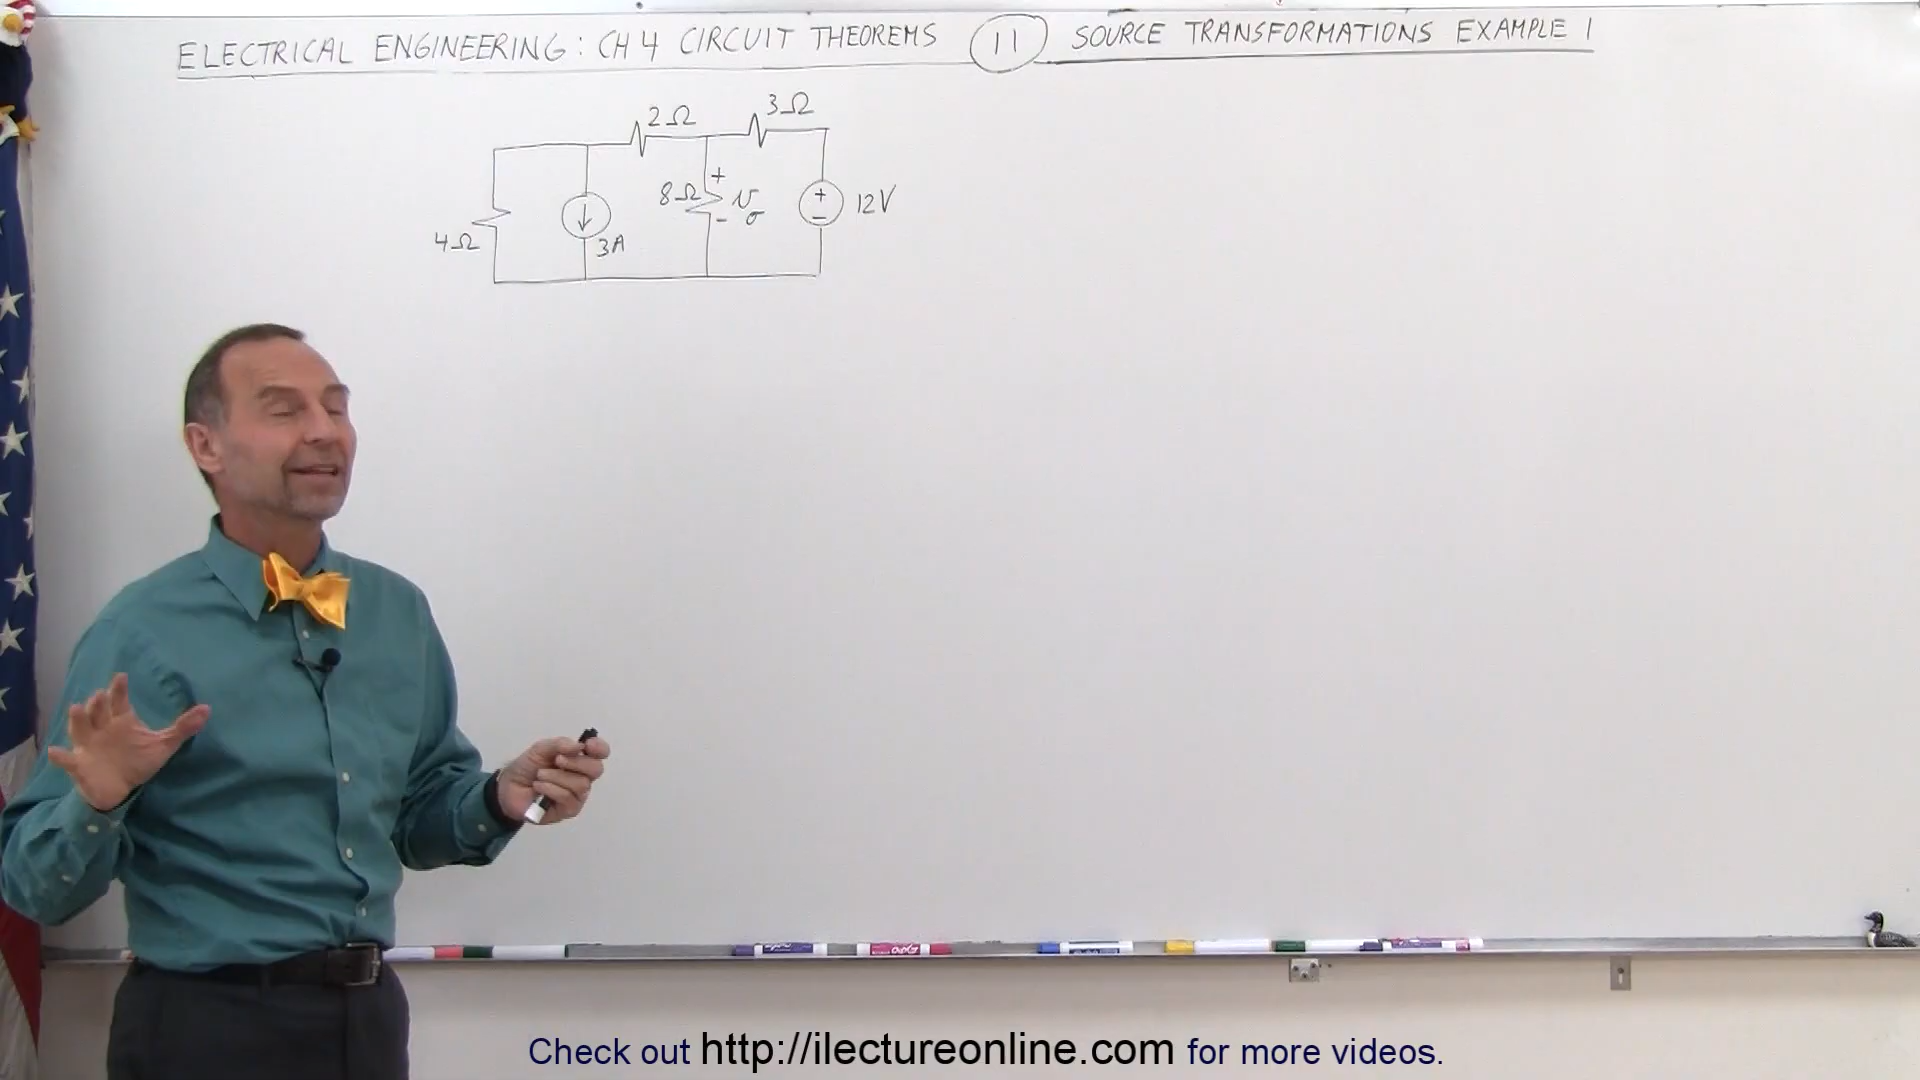 ELECTRICAL ENGINEERING: CH 4 CIRCUIT THEOREMS 11 SOURCE TRANSFORMATIONS EXAMPLE 1
2Ω 3Ω
4Ω 3A 8Ω + v₀ - + - 12V
Check out http://ilectureonline.com for more videos.